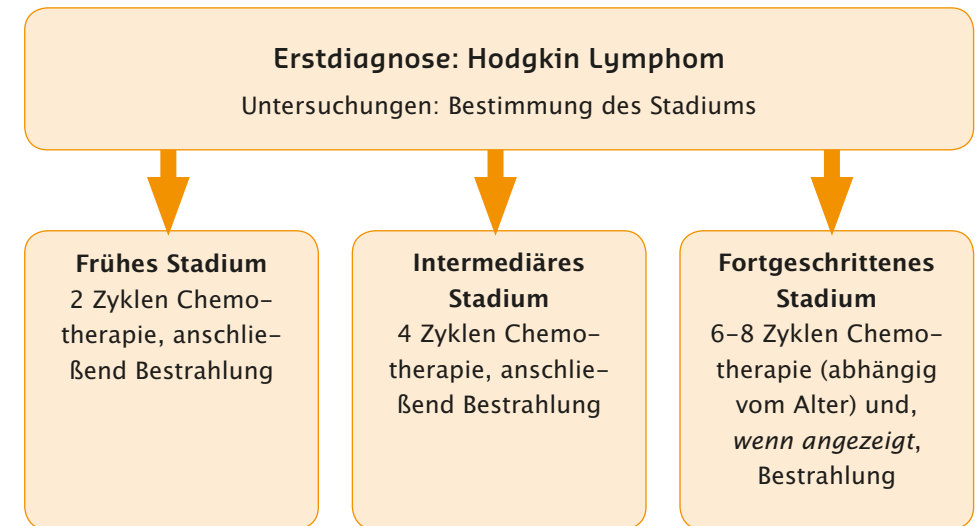 Erstdiagnose: Hodgkin Lymphom
Untersuchungen: Bestimmung des Stadiums
Frühes Stadium
2 Zyklen Chemo-
therapie, anschlie-
ßend Bestrahlung
Intermediäres
Stadium
4 Zyklen Chemo-
therapie, anschlie-
ßend Bestrahlung
Fortgeschrittenes
Stadium
6-8 Zyklen Chemo-
therapie (abhängig
vom Alter) und,
wenn angezeigt,
Bestrahlung